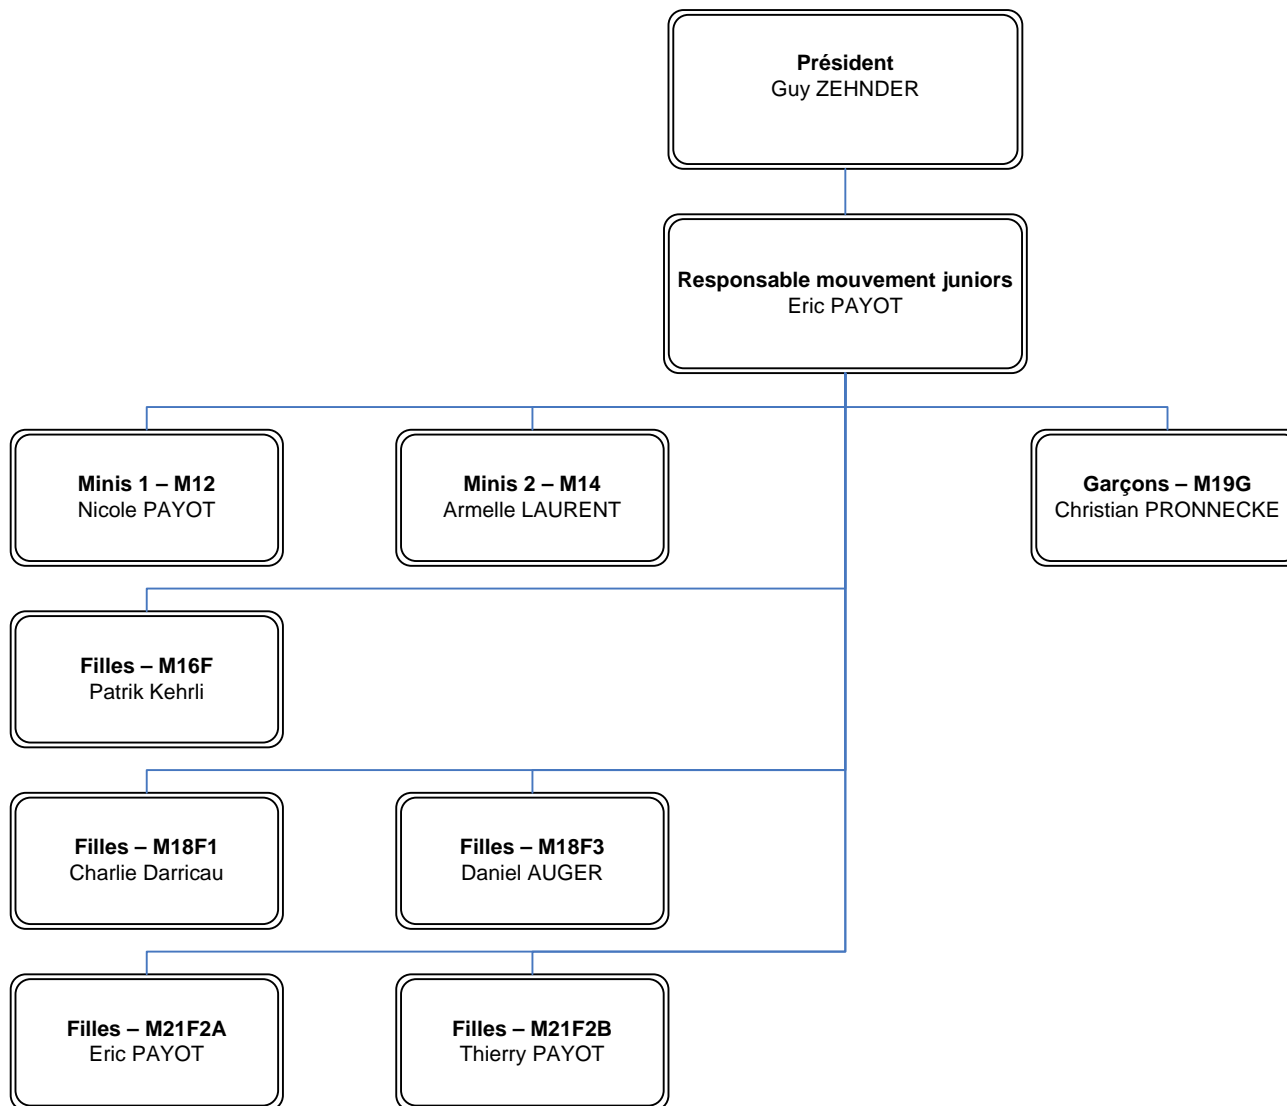 Président
Guy ZEHNDER
Responsable mouvement juniors
Eric PAYOT
Minis 1 – M12
Nicole PAYOT
Minis 2 – M14
Armelle LAURENT
Garçons – M19G
Christian PRONNECKE
Filles – M16F
Patrik Kehrli
Filles – M18F1
Charlie Darricau
Filles – M18F3
Daniel AUGER
Filles – M21F2A
Eric PAYOT
Filles – M21F2B
Thierry PAYOT